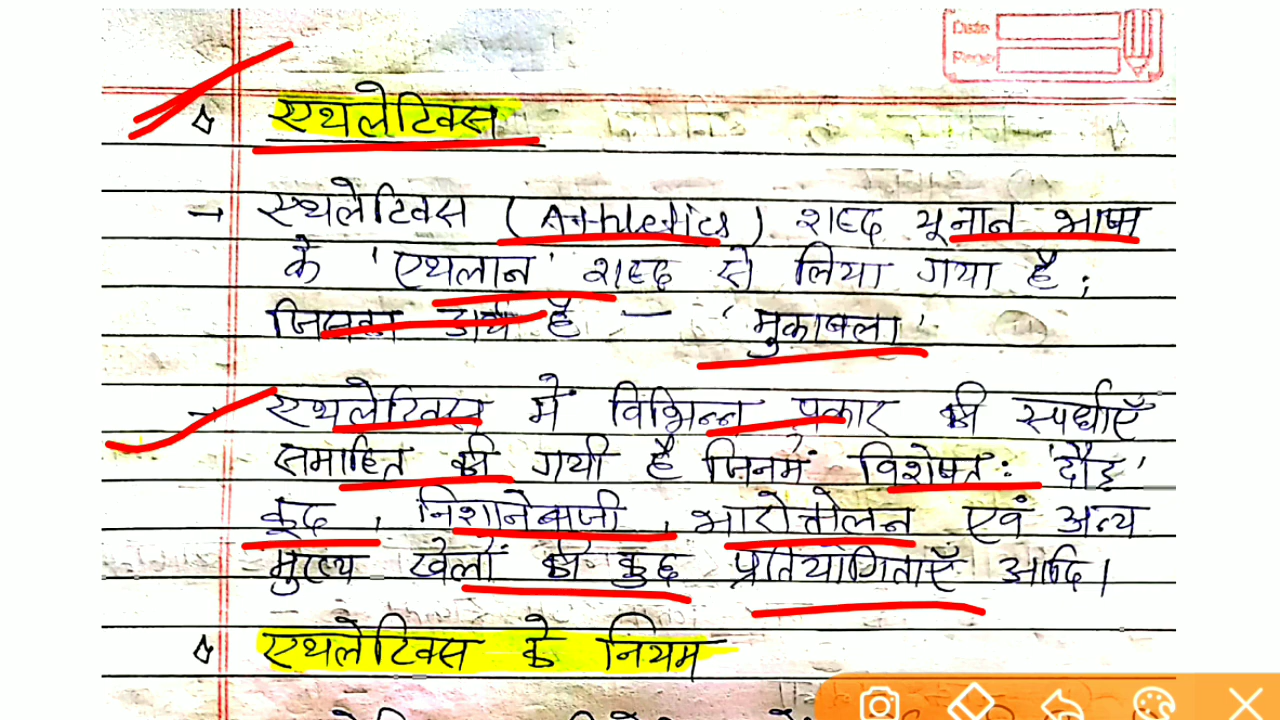 Date
Page
एथलेटिक्स
→ एथलेटिक्स (Athletics) शब्द यूनान भाषा
के 'एथलान' शब्द से लिया गया है;
जिसका अर्थ है — 'मुकाबला'
→ एथलेटिक्स में विभिन्न प्रकार की स्पर्धाएँ
समाहित की गयी है जिनमें विशेषतः 'दौड़'
कूद, निशानेबाजी, भारोत्तोलन एवं अन्य
मुख्य खेलों की कुछ प्रतियोगिताएँ आदि।
एथलेटिक्स के नियम